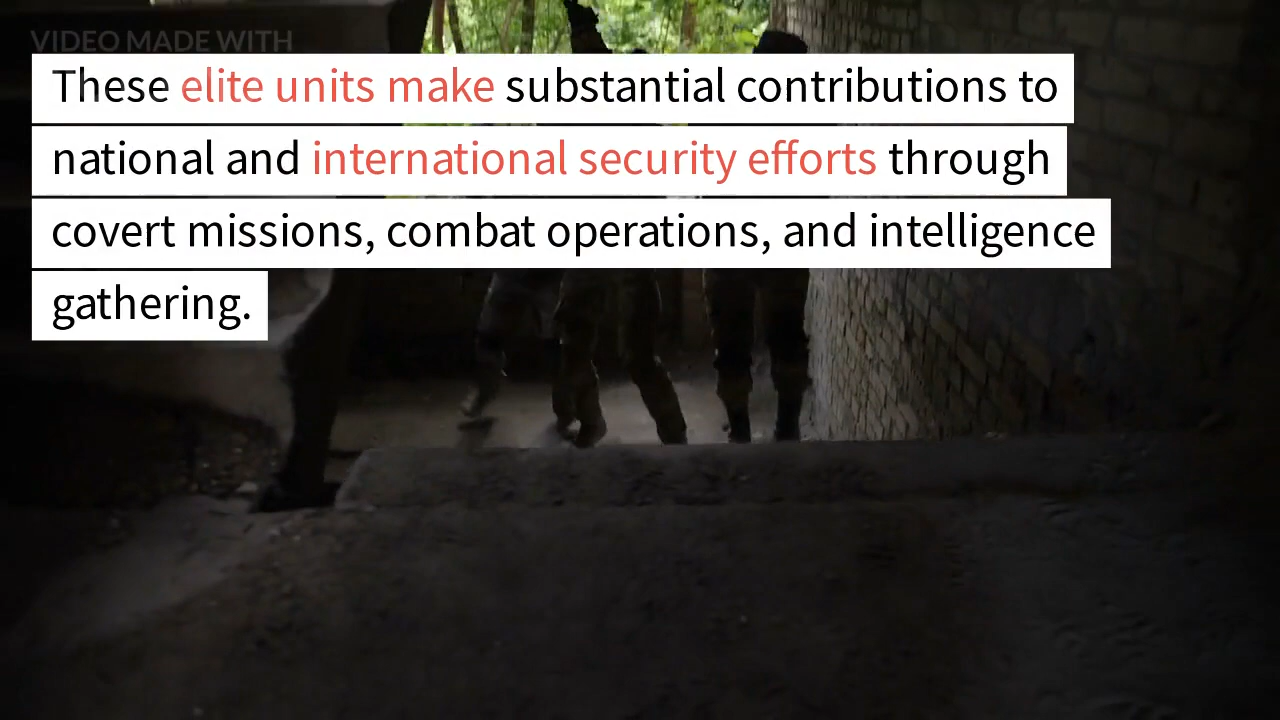 VIDEO MADE WITH
These elite units make substantial contributions to
national and international security efforts through
covert missions, combat operations, and intelligence
gathering.